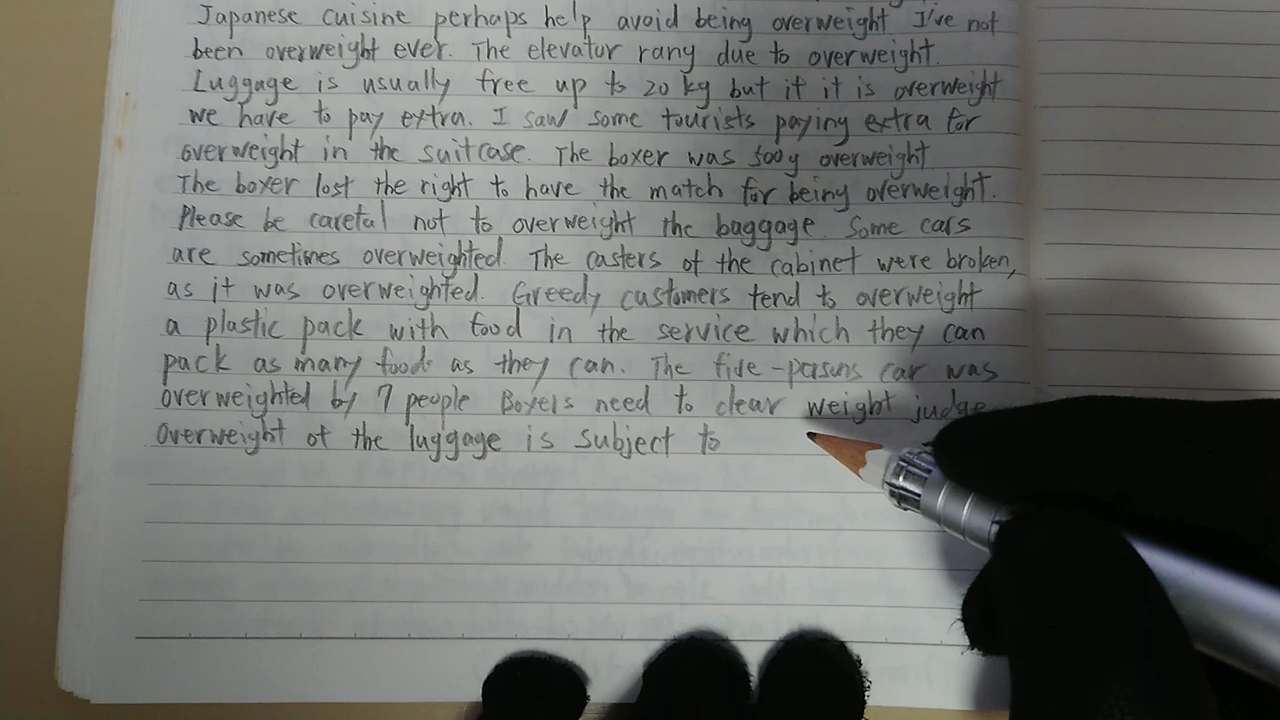 Japanese cuisine perhaps help avoid being overweight I've not
been overweight ever. The elevator rang due to overweight.
Luggage is usually free up to 20 kg but if it is overweight
we have to pay extra. I saw some tourists paying extra for
overweight in the suitcase. The boxer was 500g overweight
The boxer lost the right to have the match for being overweight.
Please be careful not to overweight the baggage. Some cars
are sometimes overweighted. The casters of the cabinet were broken,
as it was overweighted. Greedy customers tend to overweight
a plastic pack with food in the service which they can
pack as many foods as they can. The five-persons car was
overweighted by 7 people Boxers need to clear weight judge
Overweight of the luggage is subject to